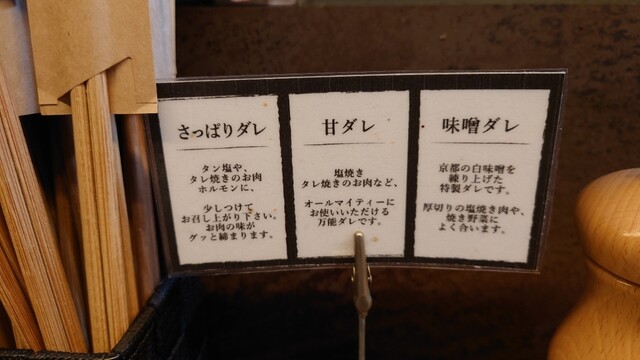 さっぱりダレ
タン塩や、
タレ焼きのお肉
ホルモンに、
少しつけて
お召し上がり下さい。
お肉の味が
グッと締まります。
甘ダレ
塩焼き
タレ焼きのお肉など、
オールマイティーに
お使いいただける
万能ダレです。
味噌ダレ
京都の白味噌を
練り上げた
特製ダレです。
厚切りの塩焼き肉や、
焼き野菜に
よく合います。